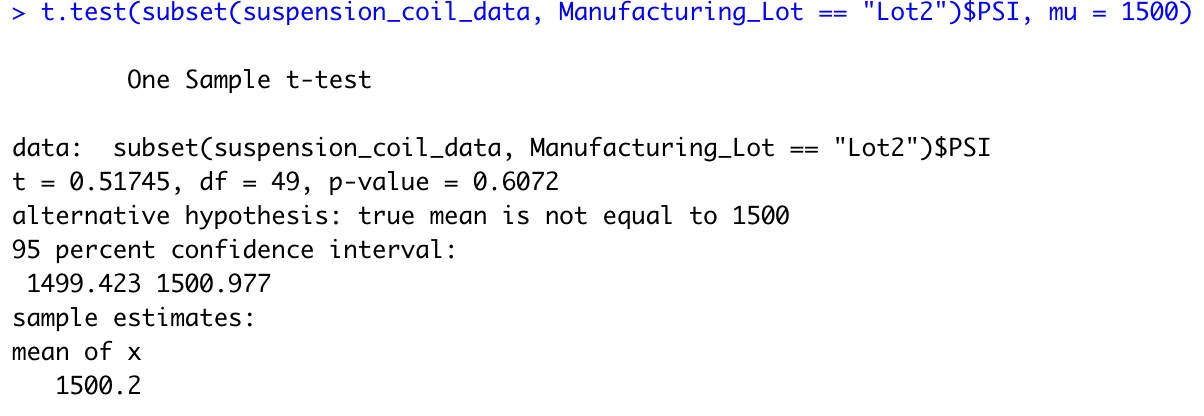 > t.test(subset(suspension_coil_data, Manufacturing_Lot == "Lot2")$PSI, mu = 1500)
One Sample t-test
data:  subset(suspension_coil_data, Manufacturing_Lot == "Lot2")$PSI
t = 0.51745, df = 49, p-value = 0.6072
alternative hypothesis: true mean is not equal to 1500
95 percent confidence interval:
1499.423 1500.977
sample estimates:
mean of x
1500.2